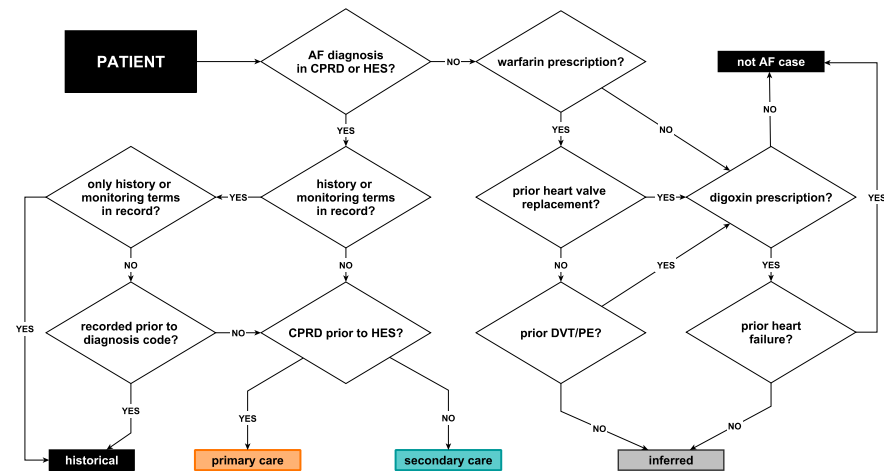 PATIENT
AF diagnosis
in CPRD or HES?
NO
warfarin prescription?
not AF case
YES
YES
NO
NO
only history or
monitoring terms
in record?
YES
history or
monitoring terms
in record?
prior heart valve
replacement?
YES
digoxin prescription?
YES
NO
NO
NO
YES
YES
YES
recorded prior to
diagnosis code?
NO
CPRD prior to HES?
prior DVT/PE?
prior heart
failure?
YES
YES
NO
NO
NO
historical
primary care
secondary care
inferred